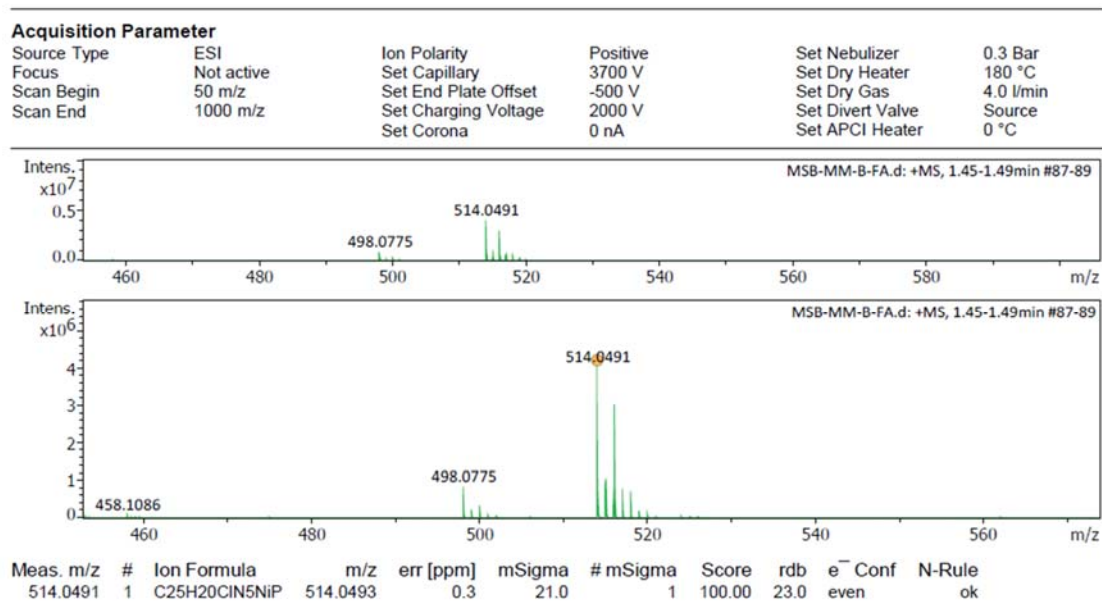 Acquisition Parameter
Source Type ESI Ion Polarity Positive Set Nebulizer 0.3 Bar
Focus Not active Set Capillary 3700 V Set Dry Heater 180 °C
Scan Begin 50 m/z Set End Plate Offset -500 V Set Dry Gas 4.0 l/min
Scan End 1000 m/z Set Charging Voltage 2000 V Set Divert Valve Source
Set Corona 0 nA Set APCI Heater 0 °C
Intens. MSB-MM-B-FA.d: +MS, 1.45-1.49min #87-89
x10⁷
0.5 514.0491
498.0775
0.0
460 480 500 520 540 560 580 m/z
Intens. MSB-MM-B-FA.d: +MS, 1.45-1.49min #87-89
x10⁶
4 514.0491
3
2
1 498.0775
458.1086
0
460 480 500 520 540 560 m/z
Meas. m/z # Ion Formula m/z err [ppm] mSigma # mSigma Score rdb e⁻ Conf N-Rule
514.0491 1 C25H20ClN5NiP 514.0493 0.3 21.0 1 100.00 23.0 even ok